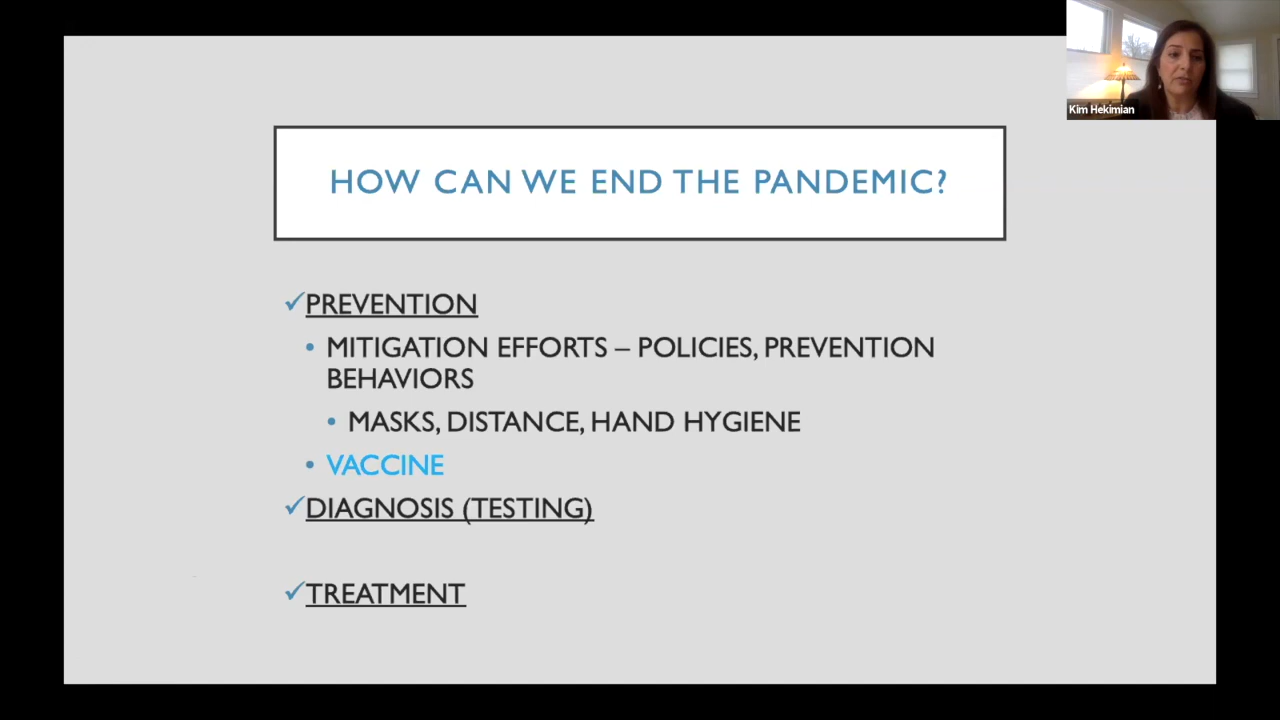 Kim Hekimian
HOW CAN WE END THE PANDEMIC?
✓PREVENTION
• MITIGATION EFFORTS – POLICIES, PREVENTION
BEHAVIORS
• MASKS, DISTANCE, HAND HYGIENE
• VACCINE
✓DIAGNOSIS (TESTING)
✓TREATMENT